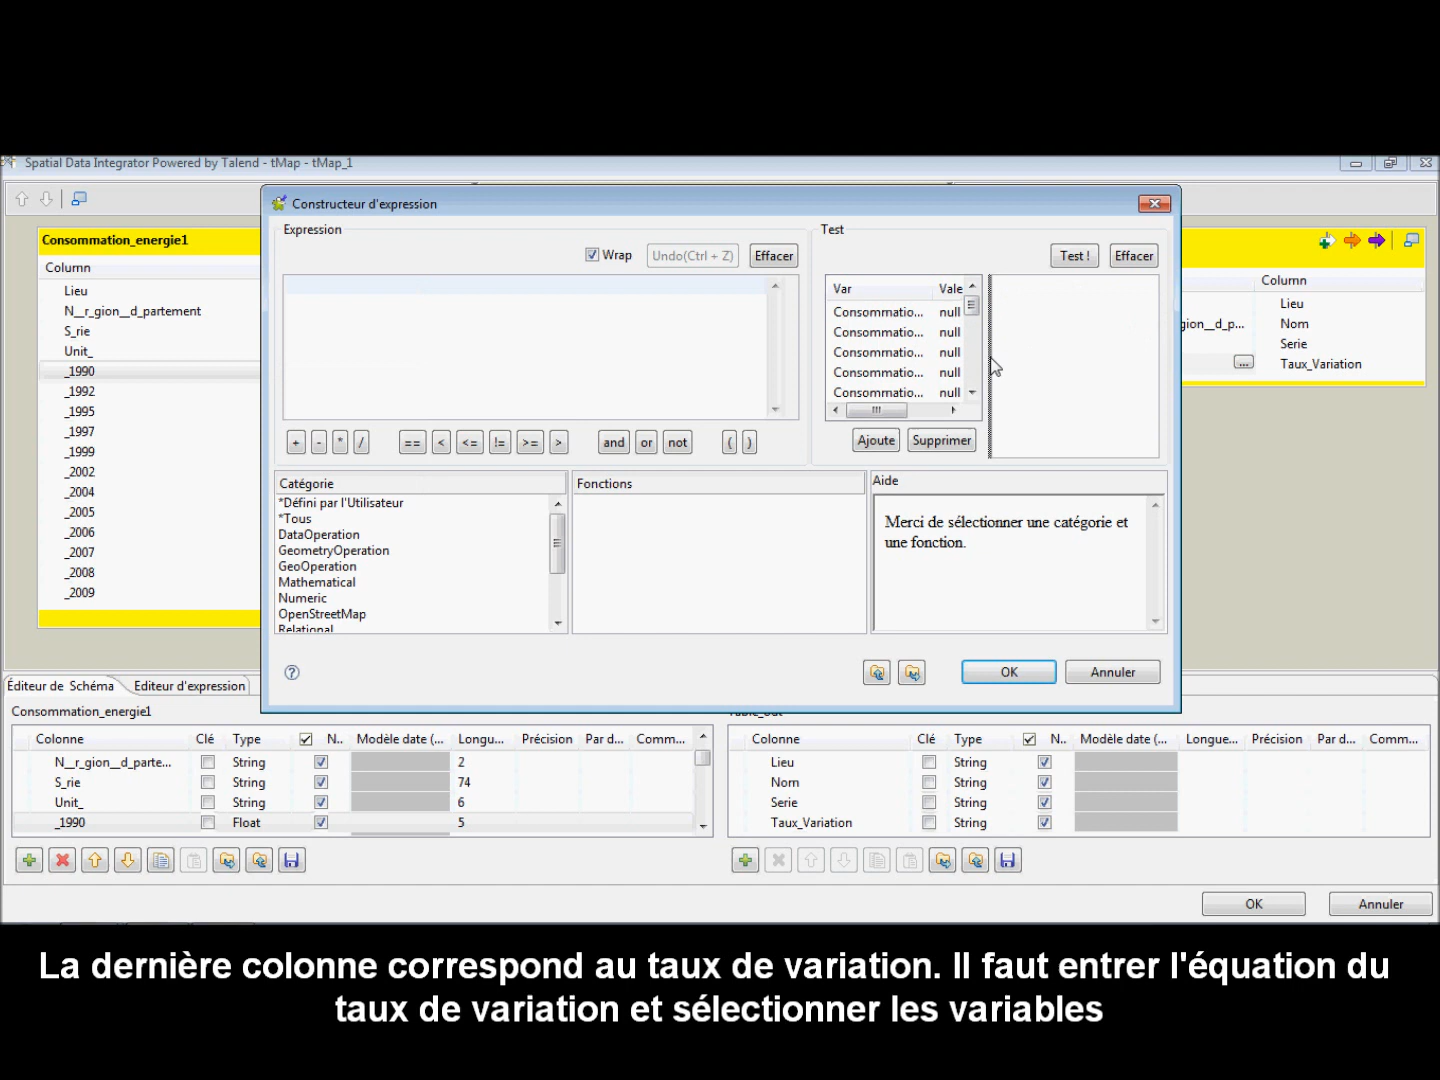 Spatial Data Integrator Powered by Talend - tMap - tMap_1
Constructeur d'expression
Consommation_energie1
Column
Lieu
N__r_gion__d_partement
S_rie
Unit_
_1990
_1992
_1995
_1997
_1999
_2002
_2004
_2005
_2006
_2007
_2008
_2009
Expression
Wrap
Undo(Ctrl + Z)
Effacer
+ - * / == < <= != >= > and or not ( )
Test
Test !
Effacer
Var Vale
Consommatio... null
Consommatio... null
Consommatio... null
Consommatio... null
Consommatio... null
Ajoute
Supprimer
Catégorie
*Défini par l'Utilisateur
*Tous
DataOperation
GeometryOperation
GeoOperation
Mathematical
Numeric
OpenStreetMap
Relational
Fonctions
Aide
Merci de sélectionner une catégorie et
une fonction.
OK
Annuler
Column
Lieu
gion__d_p... Nom
Serie
... Taux_Variation
Éditeur de Schéma
Editeur d'expression
Consommation_energie1
Colonne Clé Type N.. Modèle date (... Longu... Précision Par d... Comm...
N__r_gion__d_parte... String 2
S_rie String 74
Unit_ String 6
_1990 Float 5
Colonne Clé Type N.. Modèle date (... Longue... Précision Par d... Comm...
Lieu String
Nom String
Serie String
Taux_Variation String
OK
Annuler
La dernière colonne correspond au taux de variation. Il faut entrer l'équation du
taux de variation et sélectionner les variables